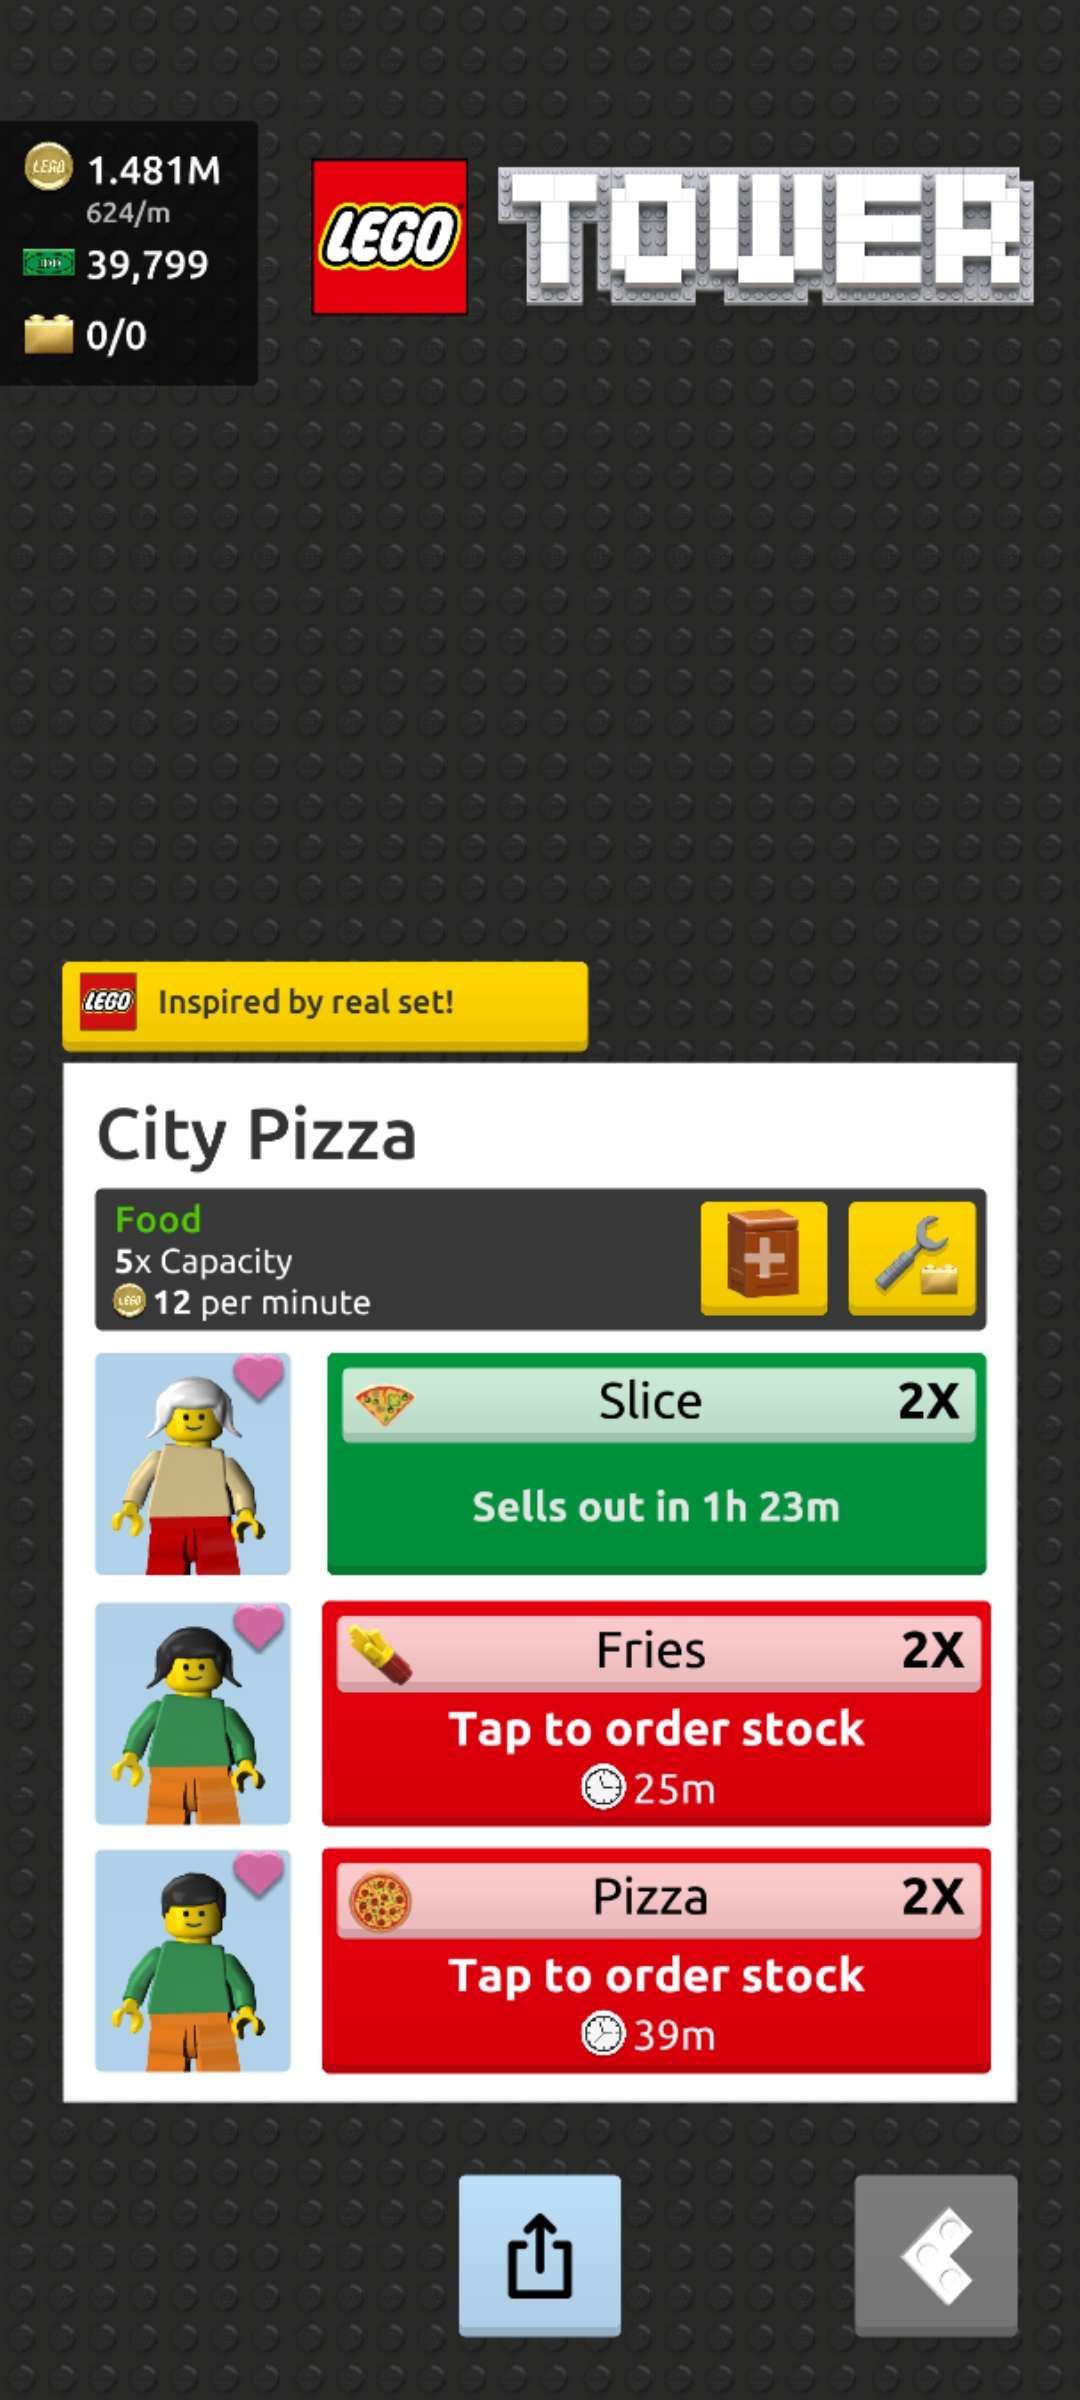 1.481M
624/m
39,799
0/0
LEGO
TOWER
LEGO Inspired by real set!
City Pizza
Food
5x Capacity
12 per minute
Slice 2X
Sells out in 1h 23m
Fries 2X
Tap to order stock
25m
Pizza 2X
Tap to order stock
39m